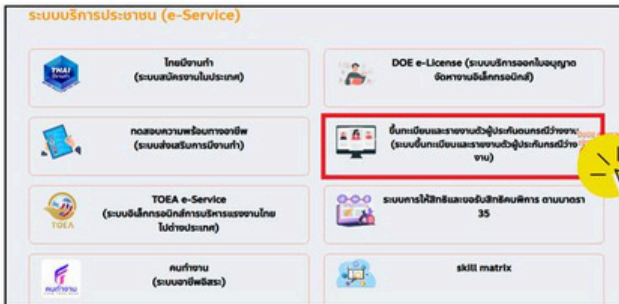 ระบบบริการประชาชน (e-Service)
ไทยมีงานทำ
(ระบบสมัครงานในประเทศ)
DOE e-License (ระบบบริการออกใบอนุญาต
จัดหางานอิเล็กทรอนิกส์)
ทดสอบความพร้อมทางอาชีพ
(ระบบส่งเสริมการมีงานทำ)
ขึ้นทะเบียนและรายงานตัวผู้ประกันตนกรณีว่างงาน
(ระบบขึ้นทะเบียนและรายงานตัวผู้ประกันกรณีว่าง
งาน)
TOEA e-Service
(ระบบอิเล็กทรอนิกส์การบริหารแรงงานไทย
ไปต่างประเทศ)
TOEA
ระบบการให้สิทธิและขอรับสิทธิคนพิการ ตามมาตรา
35
คนทำงาน
(ระบบอาชีพอิสระ)
คนทำงาน
skill matrix
THAI